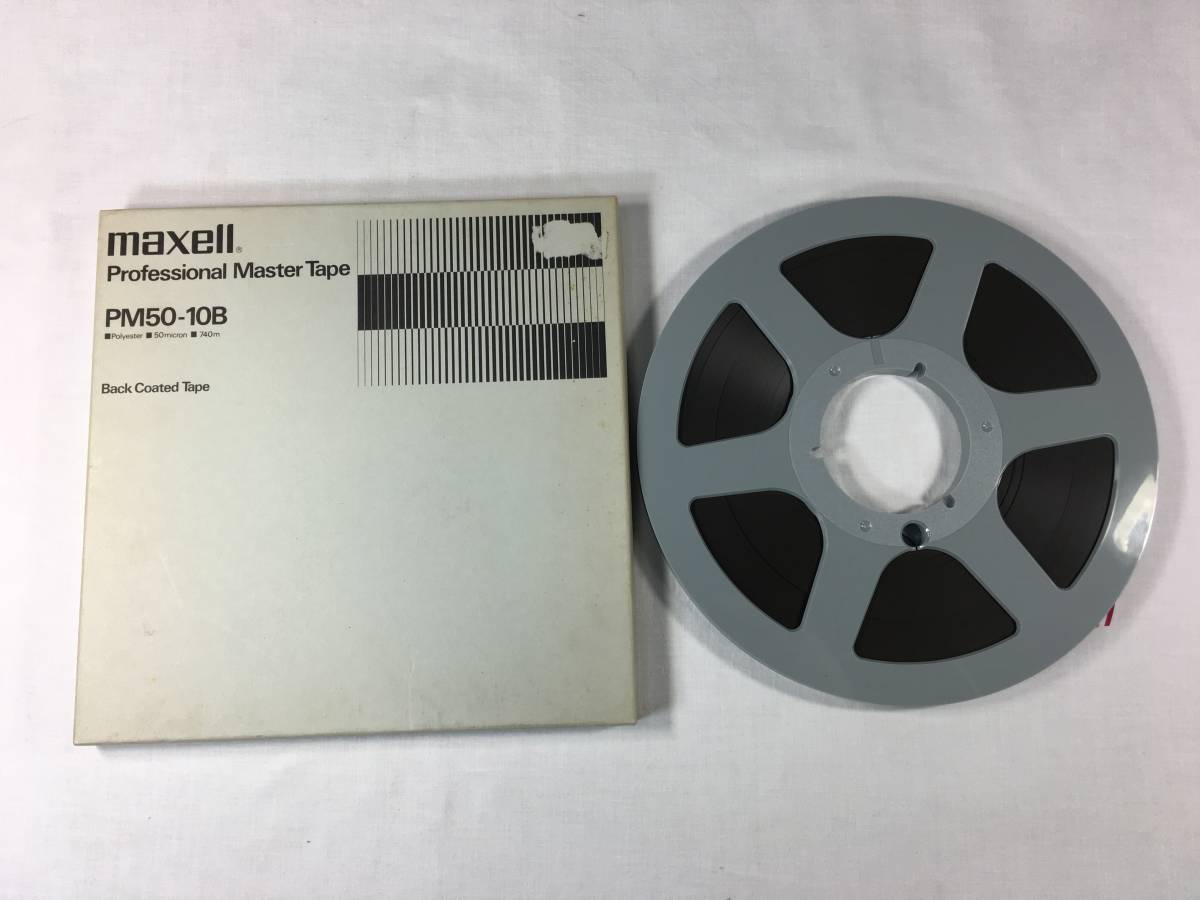 maxell®
Professional Master Tape
PM50-10B
■Polyester ■50micron ■740m
Back Coated Tape